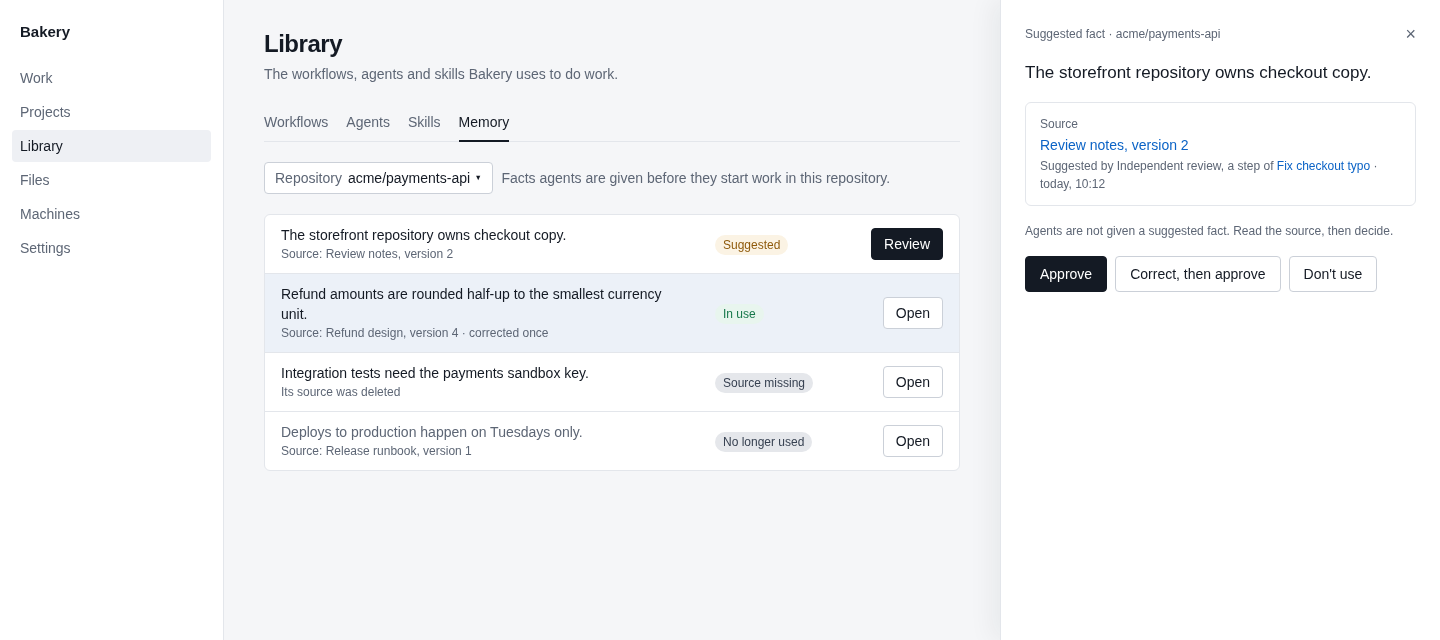 Bakery
Work
Projects
Library
Files
Machines
Settings
Library
The workflows, agents and skills Bakery uses to do work.
Workflows Agents Skills Memory
Repository acme/payments-api ▾ Facts agents are given before they start work in this repository.
The storefront repository owns checkout copy.
Source: Review notes, version 2
Suggested
Review
Refund amounts are rounded half-up to the smallest currency
unit.
Source: Refund design, version 4 · corrected once
In use
Open
Integration tests need the payments sandbox key.
Its source was deleted
Source missing
Open
Deploys to production happen on Tuesdays only.
Source: Release runbook, version 1
No longer used
Open
Suggested fact · acme/payments-api ×
The storefront repository owns checkout copy.
Source
Review notes, version 2
Suggested by Independent review, a step of Fix checkout typo ·
today, 10:12
Agents are not given a suggested fact. Read the source, then decide.
Approve Correct, then approve Don't use